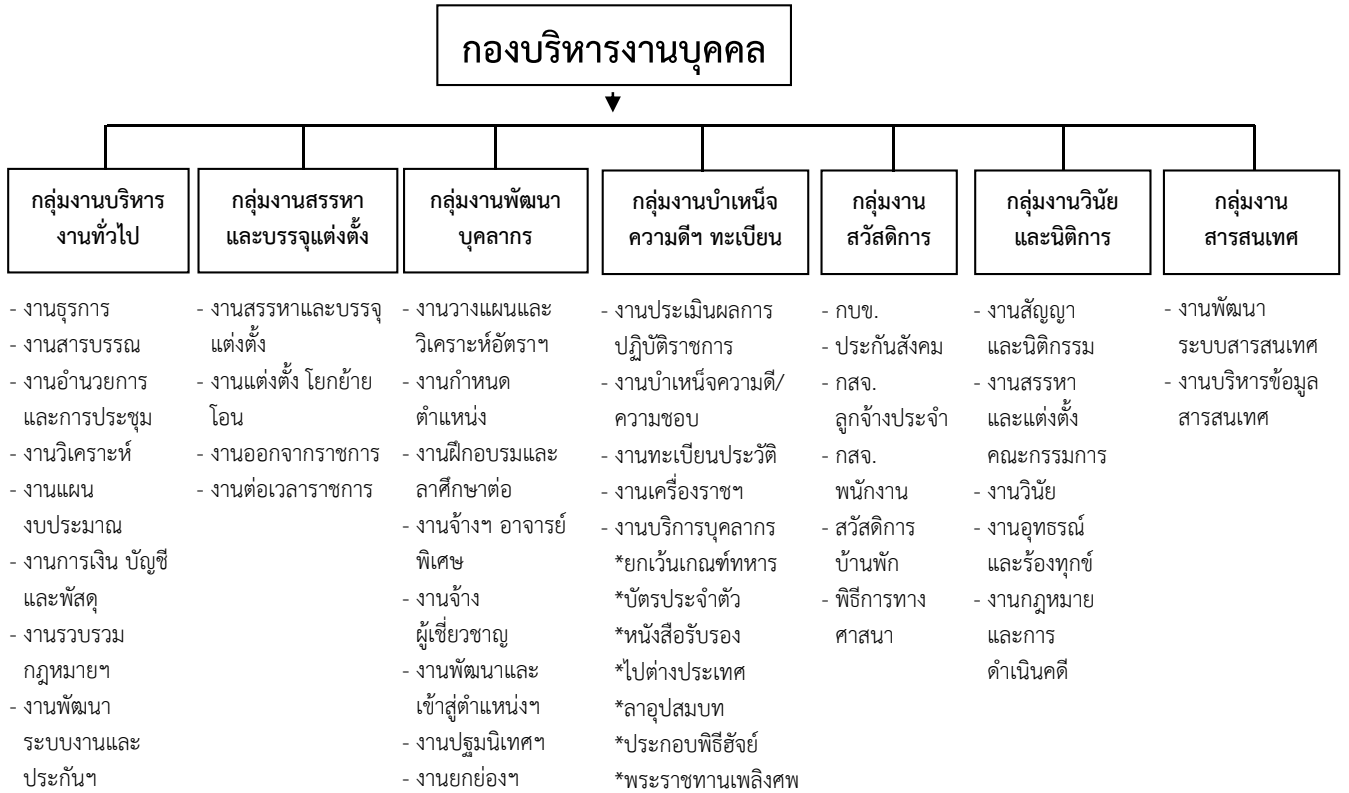 กองบริหารงานบุคคล
กลุ่มงานบริหาร
งานทั่วไป
- งานธุรการ
- งานสารบรรณ
- งานอำนวยการ
และการประชุม
- งานวิเคราะห์
- งานแผน
งบประมาณ
- งานการเงิน บัญชี
และพัสดุ
- งานรวบรวม
กฎหมายฯ
- งานพัฒนา
ระบบงานและ
ประกันฯ
กลุ่มงานสรรหา
และบรรจุแต่งตั้ง
- งานสรรหาและบรรจุ
แต่งตั้ง
- งานแต่งตั้ง โยกย้าย
โอน
- งานออกจากราชการ
- งานต่อเวลาราชการ
กลุ่มงานพัฒนา
บุคลากร
- งานวางแผนและ
วิเคราะห์อัตราฯ
- งานกำหนด
ตำแหน่ง
- งานฝึกอบรมและ
ลาศึกษาต่อ
- งานจ้างฯ อาจารย์
พิเศษ
- งานจ้าง
ผู้เชี่ยวชาญ
- งานพัฒนาและ
เข้าสู่ตำแหน่งฯ
- งานปฐมนิเทศฯ
- งานยกย่องฯ
กลุ่มงานบำเหน็จ
ความดีฯ ทะเบียน
- งานประเมินผลการ
ปฏิบัติราชการ
- งานบำเหน็จความดี/
ความชอบ
- งานทะเบียนประวัติ
- งานเครื่องราชฯ
- งานบริการบุคลากร
*ยกเว้นเกณฑ์ทหาร
*บัตรประจำตัว
*หนังสือรับรอง
*ไปต่างประเทศ
*ลาอุปสมบท
*ประกอบพิธีฮัจย์
*พระราชทานเพลิงศพ
กลุ่มงาน
สวัสดิการ
- กบข.
- ประกันสังคม
- กสจ.
ลูกจ้างประจำ
- กสจ.
พนักงาน
- สวัสดิการ
บ้านพัก
- พิธีการทาง
ศาสนา
กลุ่มงานวินัย
และนิติการ
- งานสัญญา
และนิติกรรม
- งานสรรหา
และแต่งตั้ง
คณะกรรมการ
- งานวินัย
- งานอุทธรณ์
และร้องทุกข์
- งานกฎหมาย
และการ
ดำเนินคดี
กลุ่มงาน
สารสนเทศ
- งานพัฒนา
ระบบสารสนเทศ
- งานบริหารข้อมูล
สารสนเทศ